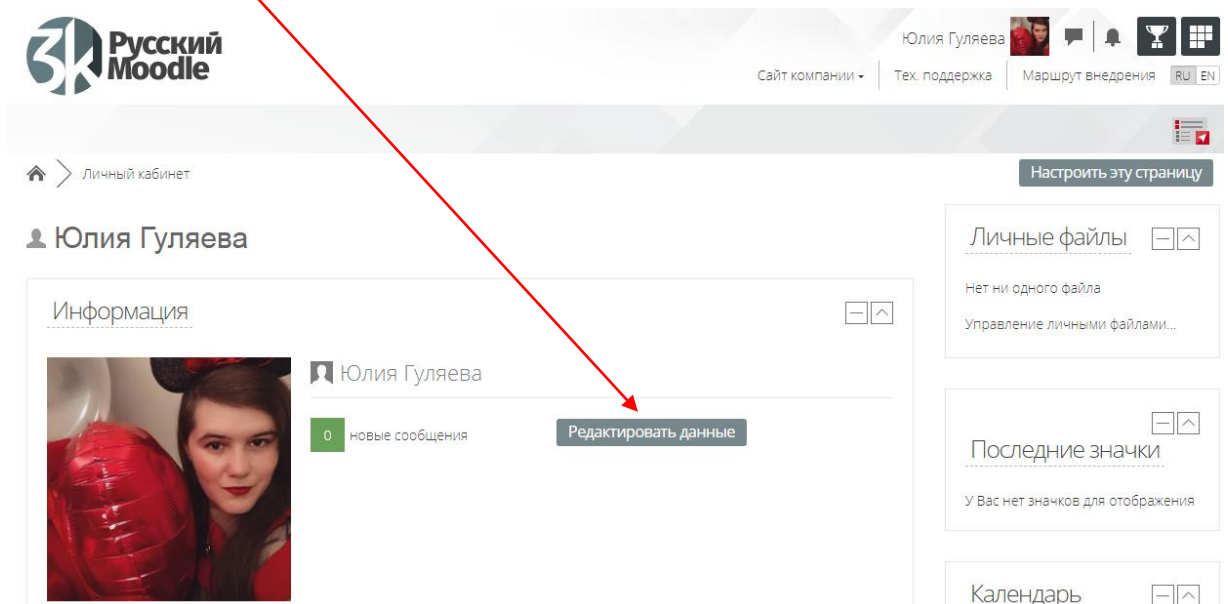 3k Русский
Moodle
Юлия Гуляева
Сайт компании
Тех. поддержка
Маршрут внедрения
RU EN
Личный кабинет
Настроить эту страницу
Юлия Гуляева
Информация
Юлия Гуляева
0 новые сообщения
Редактировать данные
Личные файлы
Нет ни одного файла
Управление личными файлами...
Последние значки
У Вас нет значков для отображения
Календарь